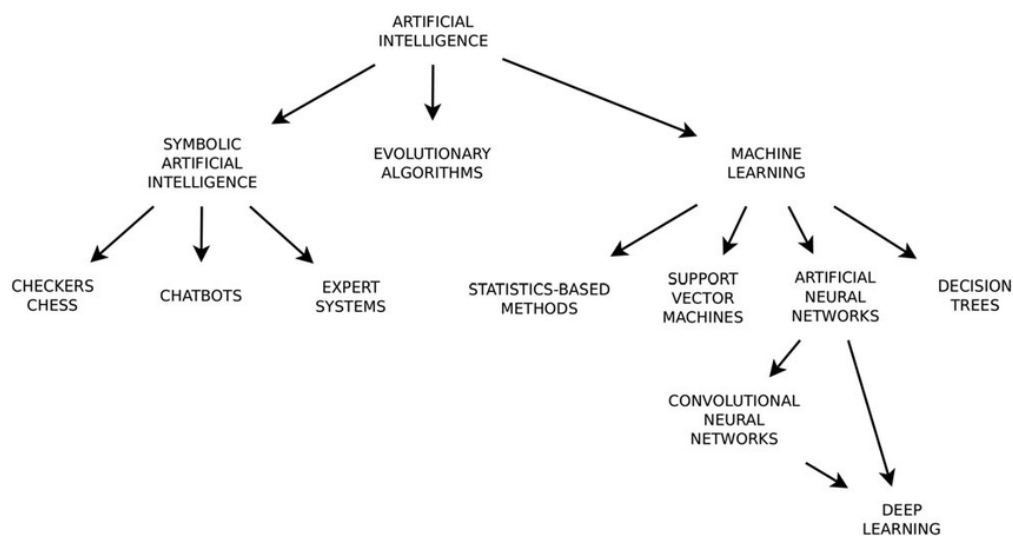 ARTIFICIAL
INTELLIGENCE
SYMBOLIC
ARTIFICIAL
INTELLIGENCE
EVOLUTIONARY
ALGORITHMS
MACHINE
LEARNING
CHECKERS
CHESS
CHATBOTS
EXPERT
SYSTEMS
STATISTICS-BASED
METHODS
SUPPORT
VECTOR
MACHINES
ARTIFICIAL
NEURAL
NETWORKS
DECISION
TREES
CONVOLUTIONAL
NEURAL
NETWORKS
DEEP
LEARNING